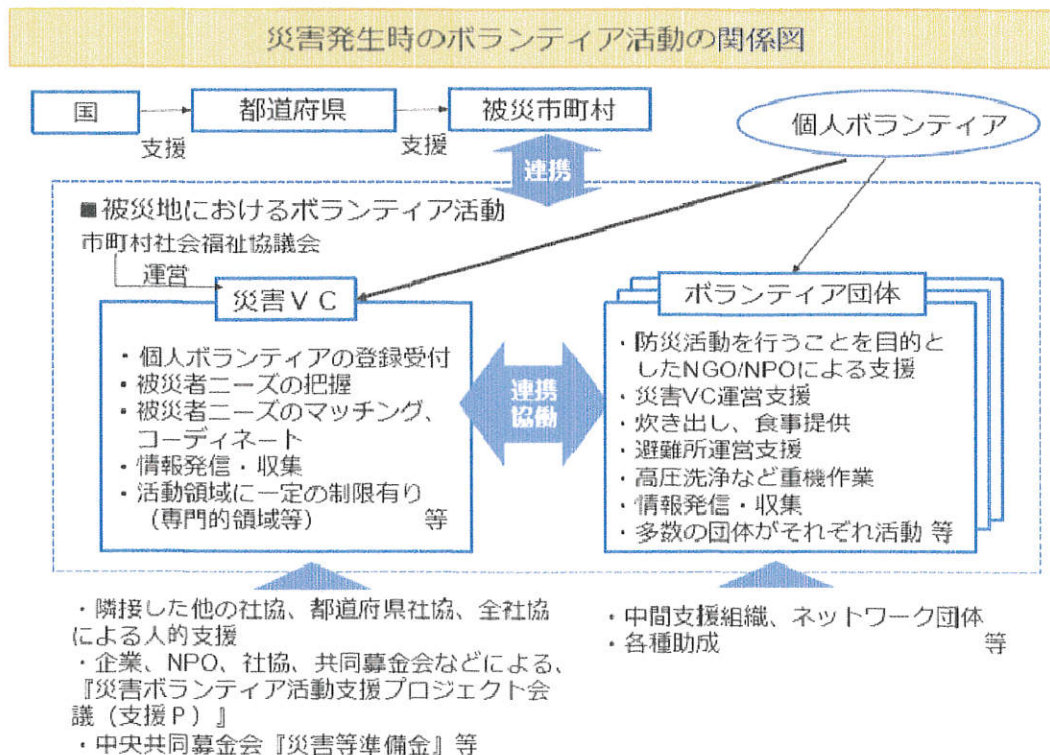 災害発生時のボランティア活動の関係図
国
都道府県
被災市町村
支援
支援
個人ボランティア
連携
■被災地におけるボランティア活動
市町村社会福祉協議会
運営
災害VC
・個人ボランティアの登録受付
・被災者ニーズの把握
・被災者ニーズのマッチング、
コーディネート
・情報発信・収集
・活動領域に一定の制限有り
（専門的領域等） 等
連携
協働
ボランティア団体
・防災活動を行うことを目的と
したNGO/NPOによる支援
・災害VC運営支援
・炊き出し、食事提供
・避難所運営支援
・高圧洗浄など重機作業
・情報発信・収集
・多数の団体がそれぞれ活動 等
・隣接した他の社協、都道府県社協、全社協
による人的支援
・企業、NPO、社協、共同募金会などによる、
『災害ボランティア活動支援プロジェクト会
議（支援P）』
・中央共同募金会『災害等準備金』等
・中間支援組織、ネットワーク団体
・各種助成 等